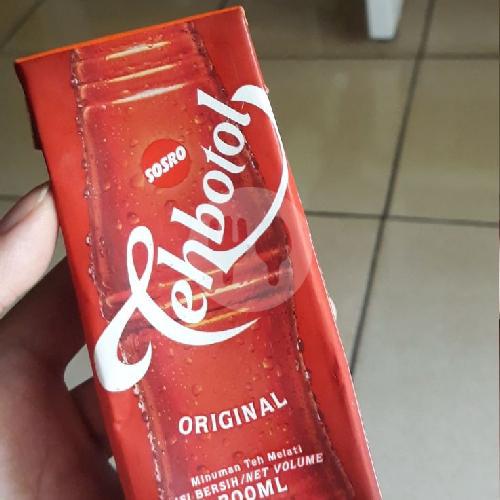 SOSRO
Tehbotol
ORIGINAL
Minuman Teh Melati
ISI BERSIH/NET VOLUME
200ML